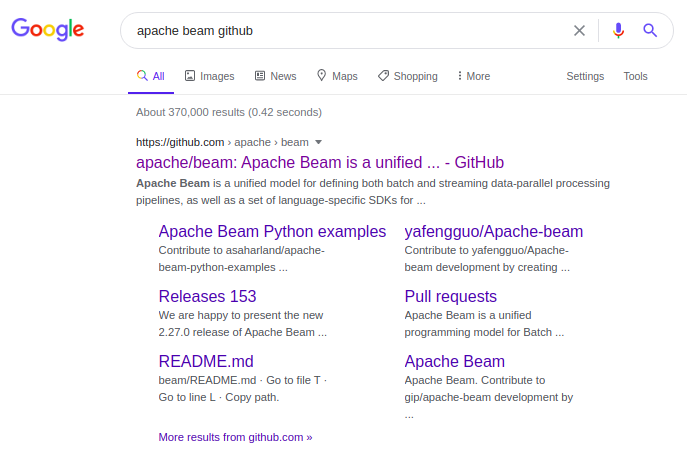 Google
apache beam github
All Images News Maps Shopping More Settings Tools
About 370,000 results (0.42 seconds)
https://github.com › apache › beam
apache/beam: Apache Beam is a unified ... - GitHub
Apache Beam is a unified model for defining both batch and streaming data-parallel processing
pipelines, as well as a set of language-specific SDKs for ...
Apache Beam Python examples
Contribute to asaharland/apache-
beam-python-examples ...
yafengguo/Apache-beam
Contribute to yafengguo/Apache-
beam development by creating ...
Releases 153
We are happy to present the new
2.27.0 release of Apache Beam ...
Pull requests
Apache Beam is a unified
programming model for Batch ...
README.md
beam/README.md · Go to file T ·
Go to line L · Copy path.
Apache Beam
Apache Beam. Contribute to
gip/apache-beam development by
...
More results from github.com »